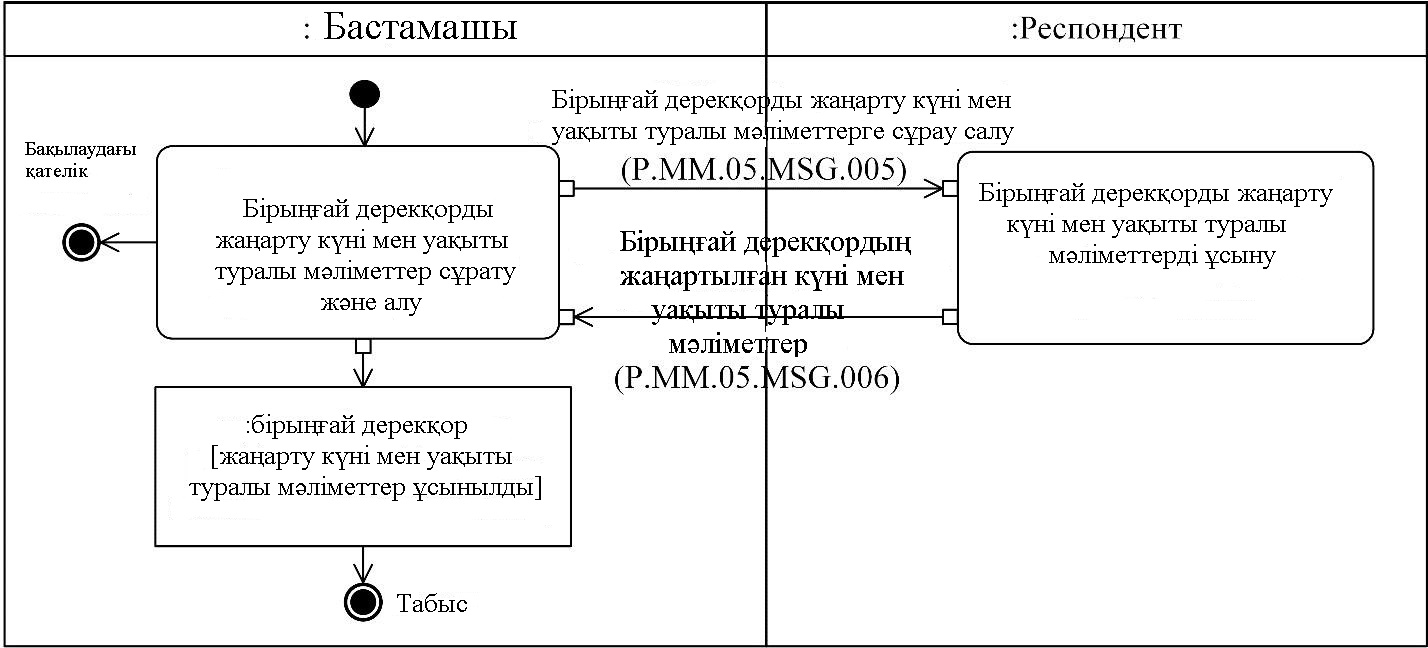 : Бастамашы
:Респондент
Бірыңғай дерекқорды жаңарту күні мен
уақыты туралы мәліметтерге сұрау салу
(P.MM.05.MSG.005)
Бақылаудағы
қателік
Бірыңғай дерекқорды
жаңарту күні мен уақыты
туралы мәліметтер сұрату
және алу
Бірыңғай дерекқорды жаңарту
күні мен уақыты туралы
мәліметтерді ұсыну
Бірыңғай дерекқордың
жаңартылған күні мен
уақыты туралы
мәліметтер
(P.MM.05.MSG.006)
:бірыңғай дерекқор
[жаңарту күні мен уақыты
туралы мәліметтер ұсынылды]
Табыс